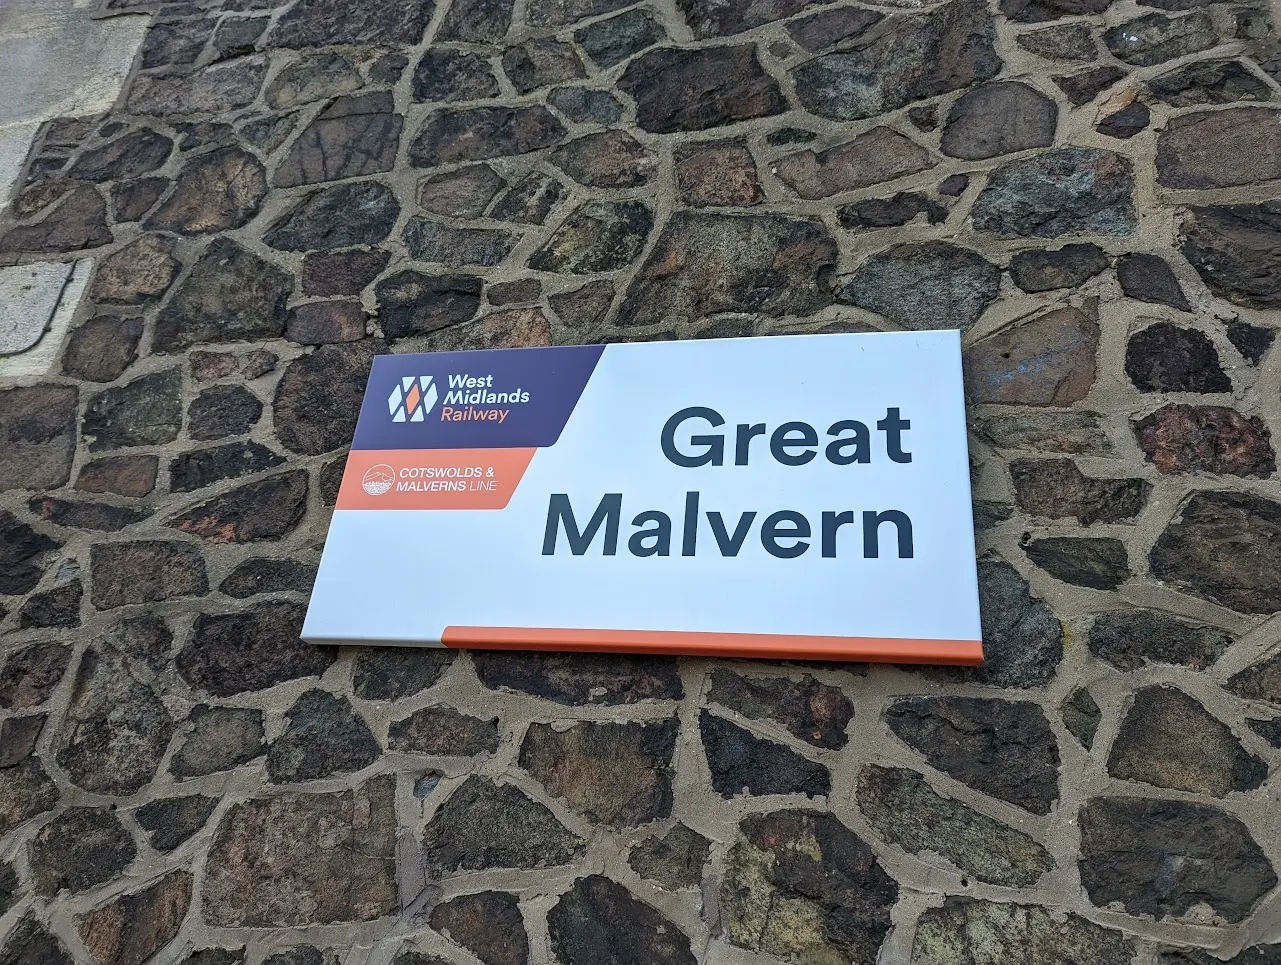 West
Midlands
Railway
COTSWOLDS &
MALVERNS LINE
Great
Malvern